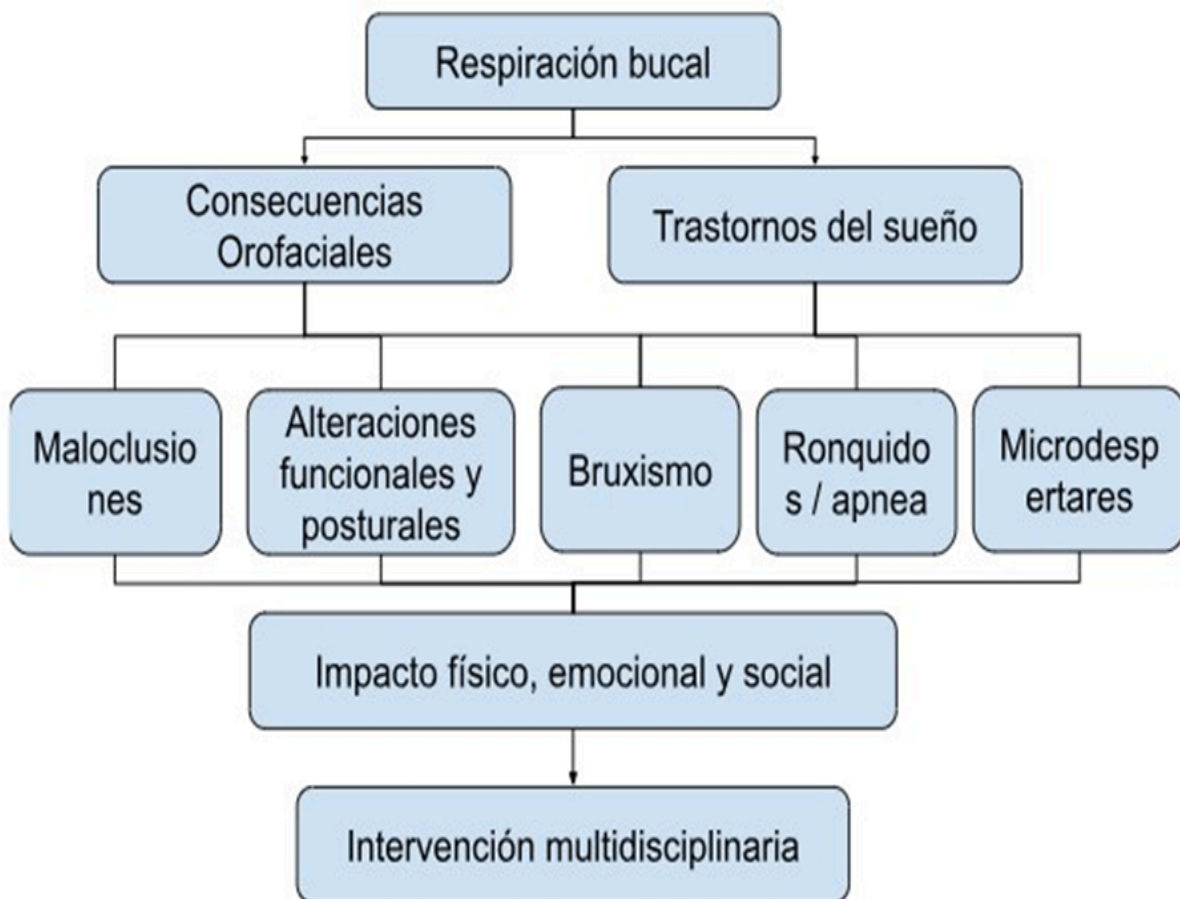 Respiración bucal
Consecuencias
Orofaciales
Trastornos del sueño
Maloclusio
nes
Alteraciones
funcionales y
posturales
Bruxismo
Ronquido
s / apnea
Microdesp
ertares
Impacto físico, emocional y social
Intervención multidisciplinaria